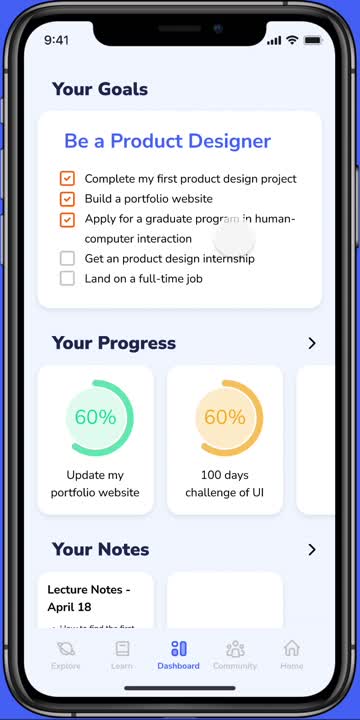 9:41
Your Goals
Be a Product Designer
Complete my first product design project
Build a portfolio website
Apply for a graduate program in human-
computer interaction
Get an product design internship
Land on a full-time job
Your Progress
60%
60%
Update my
portfolio website
100 days
challenge of UI
Your Notes
Lecture Notes -
April 18
How to find the first
Explore
Learn
Dashboard
Community
Home